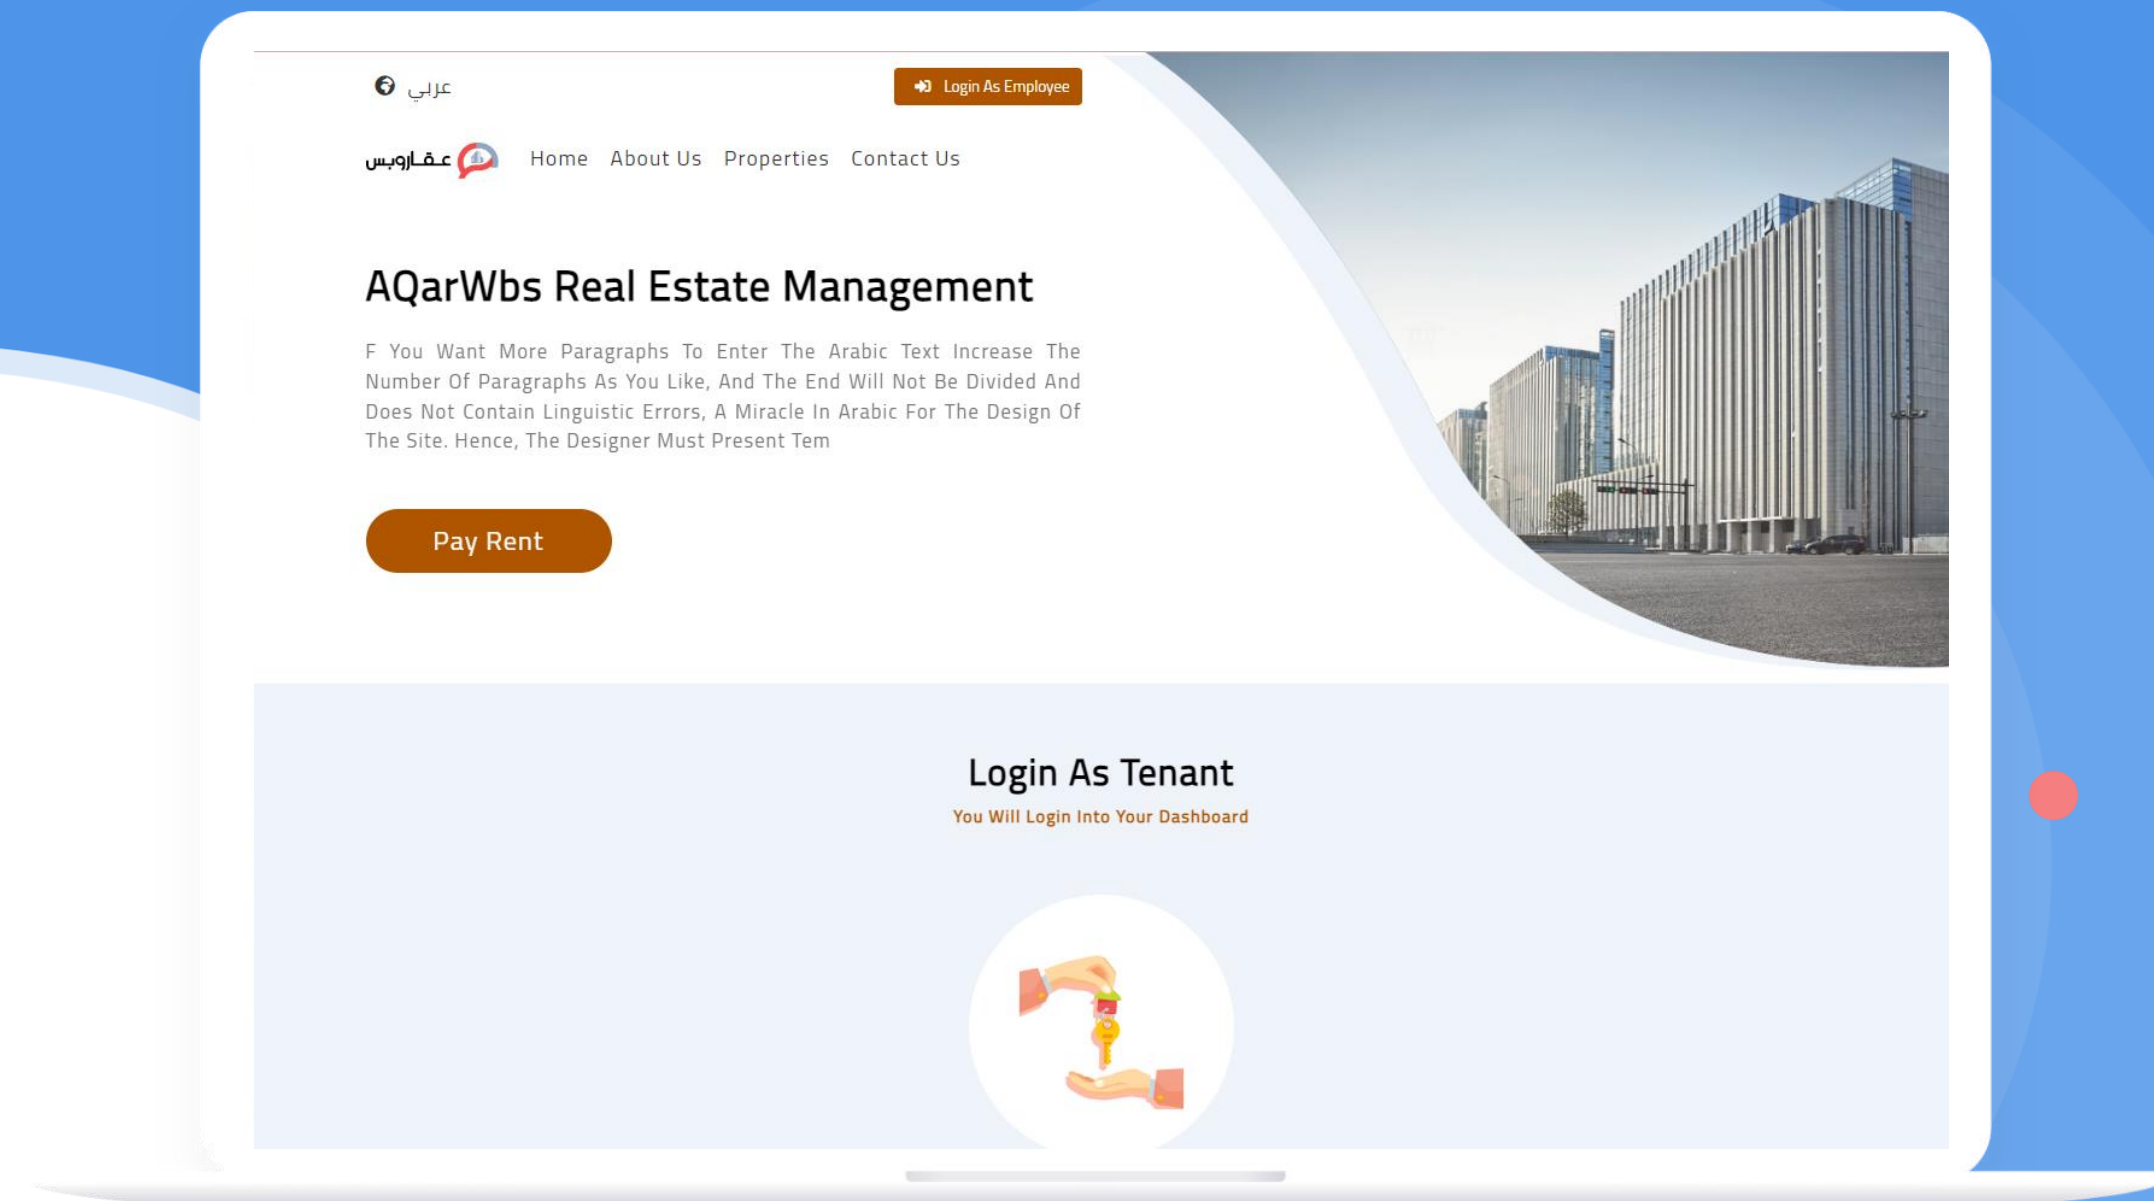 عربي
Login As Employee
عقاروبس
Home About Us Properties Contact Us
AQarWbs Real Estate Management
F You Want More Paragraphs To Enter The Arabic Text Increase The
Number Of Paragraphs As You Like, And The End Will Not Be Divided And
Does Not Contain Linguistic Errors, A Miracle In Arabic For The Design Of
The Site. Hence, The Designer Must Present Tem
Pay Rent
Login As Tenant
You Will Login Into Your Dashboard